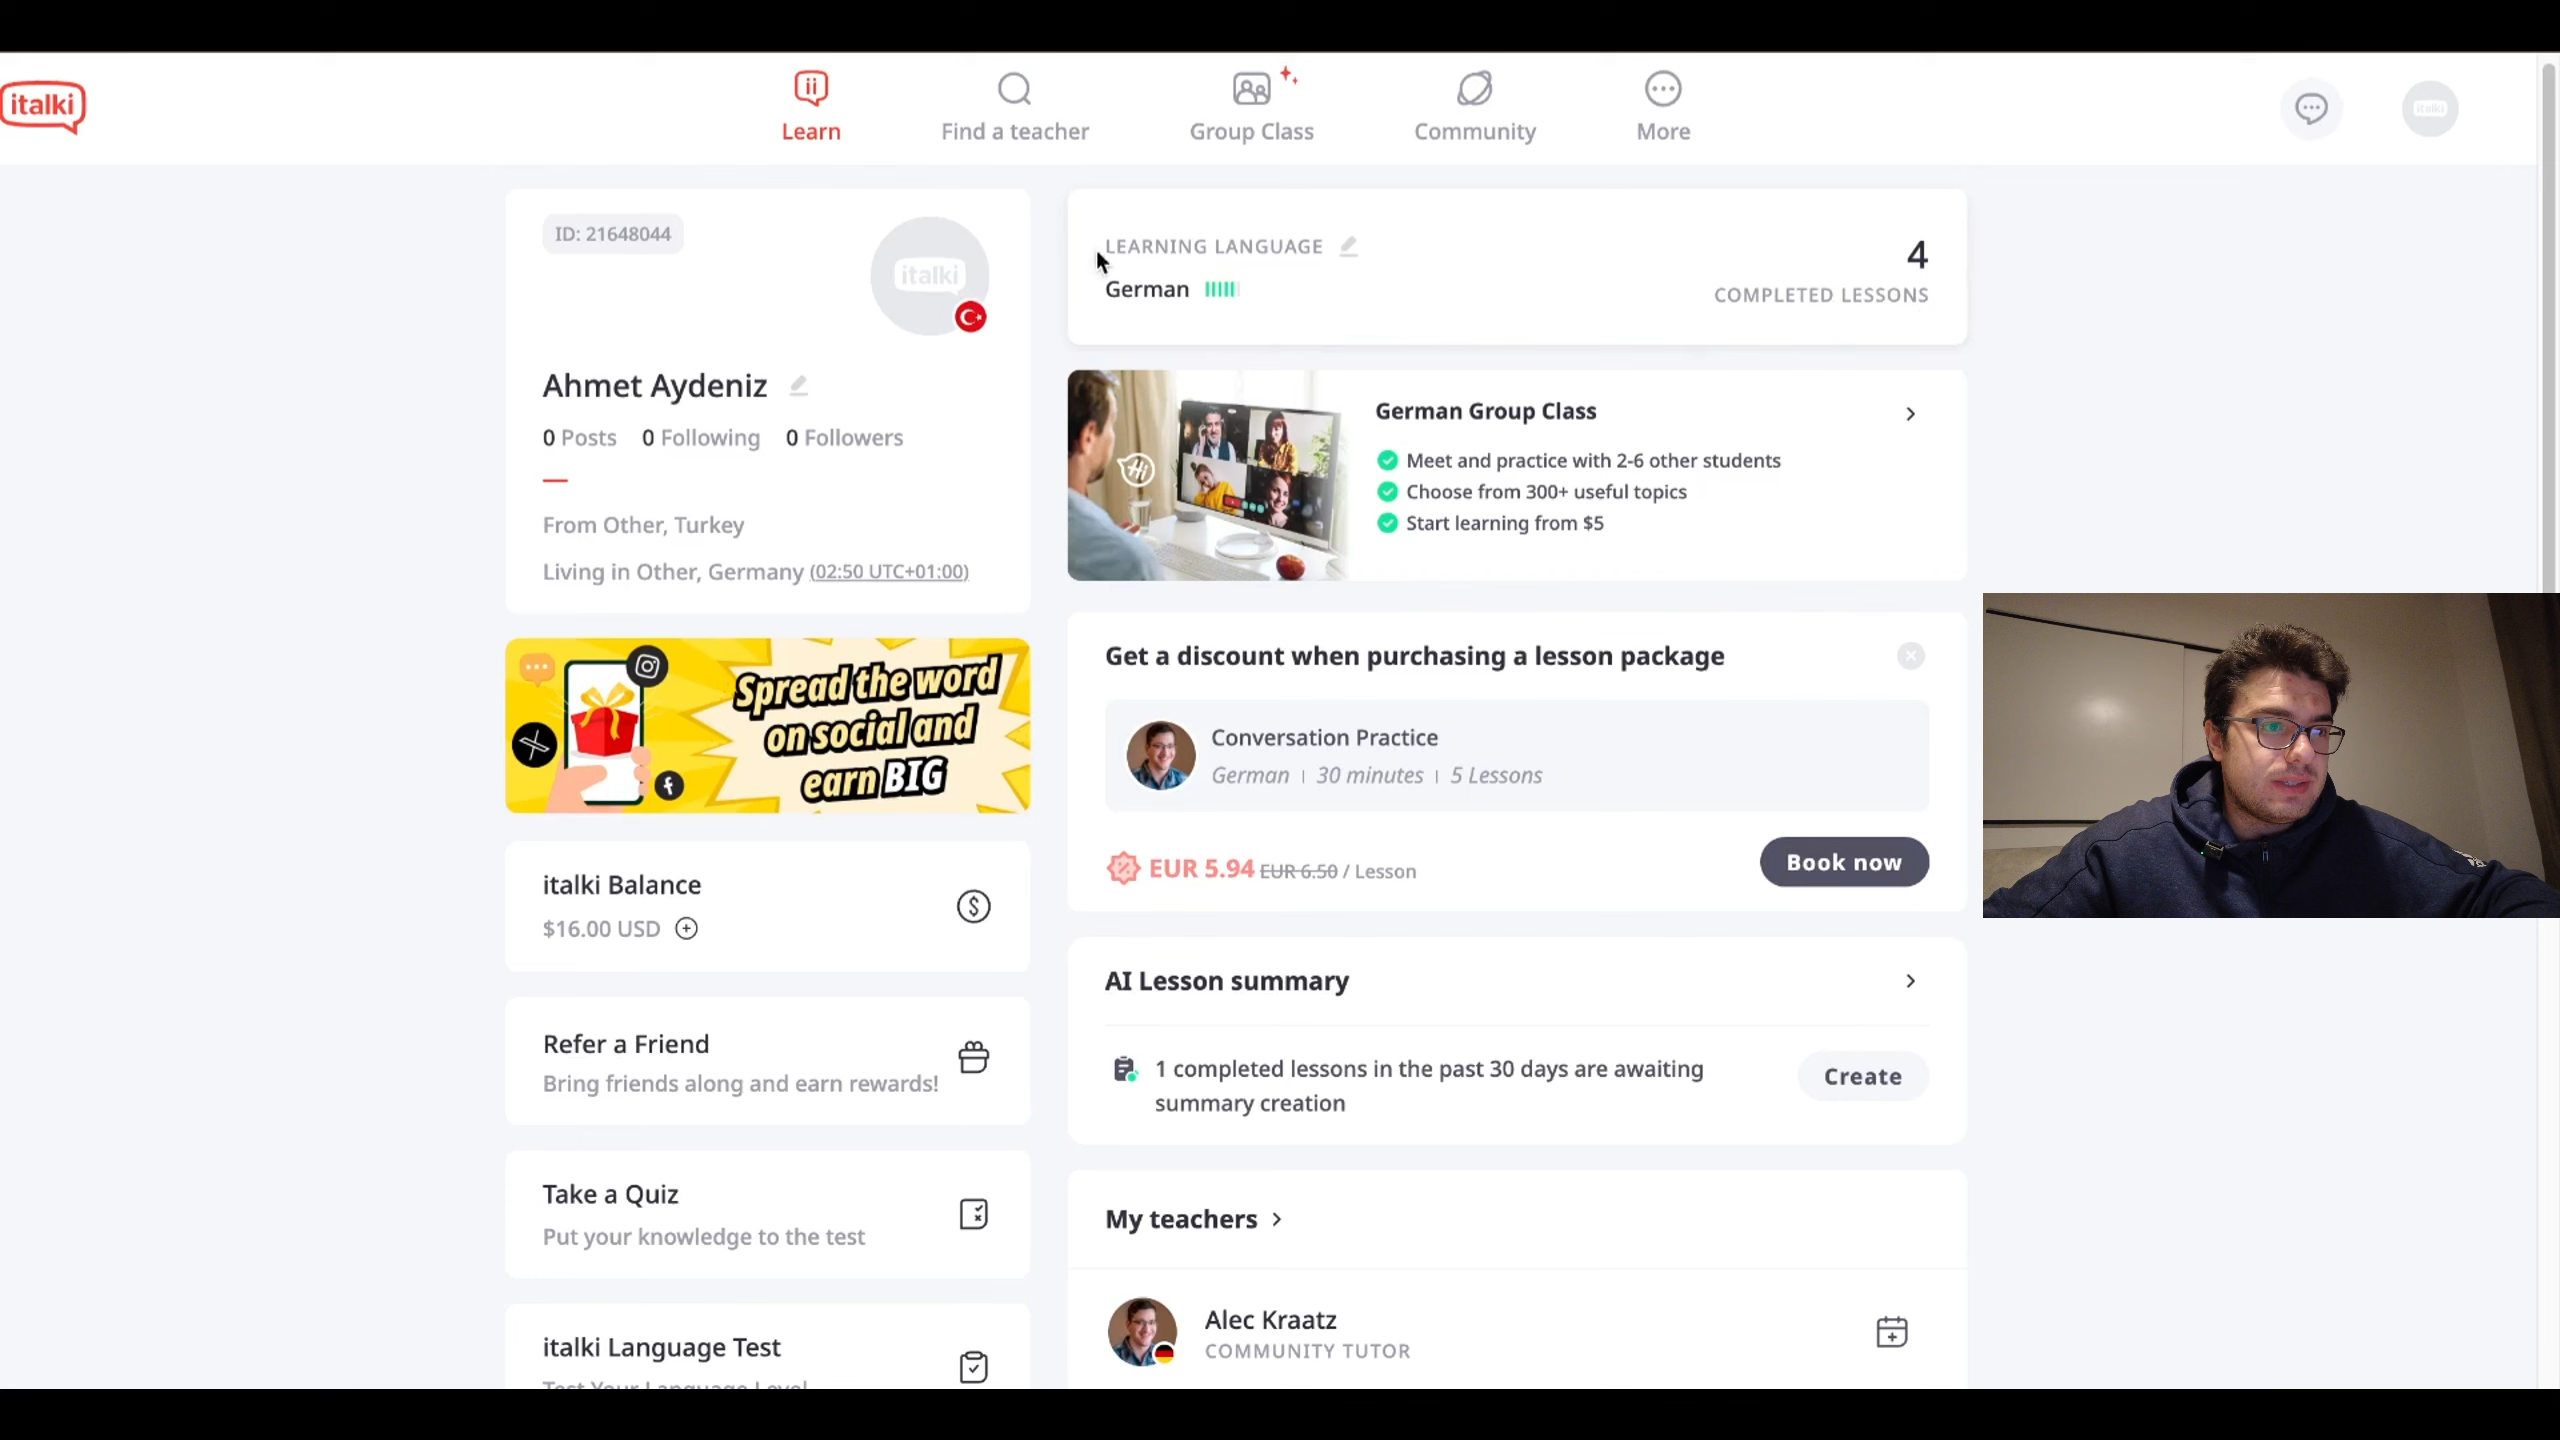 italki
Learn
Find a teacher
Group Class
Community
More
italki
ID: 21648044
italki
Ahmet Aydeniz
0 Posts 0 Following 0 Followers
From Other, Turkey
Living in Other, Germany (02:50 UTC+01:00)
Spread the word
on social and
earn BIG
italki Balance
$16.00 USD
Refer a Friend
Bring friends along and earn rewards!
Take a Quiz
Put your knowledge to the test
italki Language Test
Test Your Language Level
LEARNING LANGUAGE
German
4
COMPLETED LESSONS
Hi
German Group Class
Meet and practice with 2-6 other students
Choose from 300+ useful topics
Start learning from $5
Get a discount when purchasing a lesson package
Conversation Practice
German | 30 minutes | 5 Lessons
EUR 5.94 EUR 6.50 / Lesson
Book now
AI Lesson summary
1 completed lessons in the past 30 days are awaiting
summary creation
Create
My teachers
Alec Kraatz
COMMUNITY TUTOR